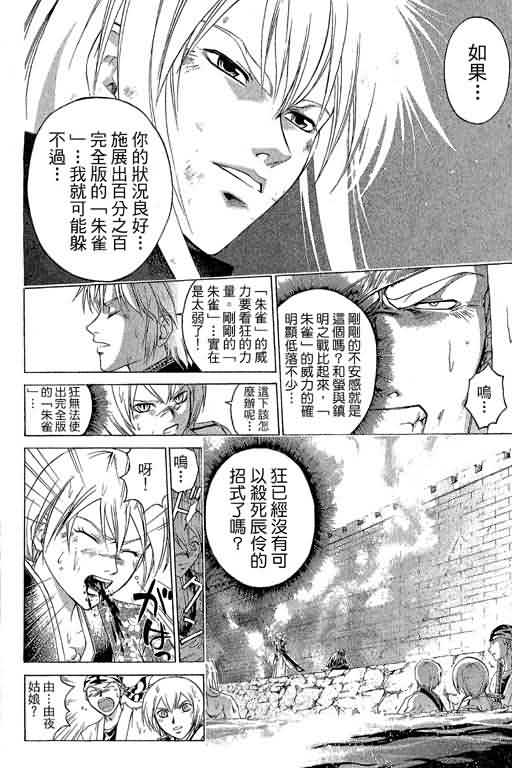 如果…
你的狀況良好…
施展出百分之百
完全版的「朱雀
」…我就可能躲
不過…
剛剛的不安感就是
這個嗎？和螢與鎮
明之戰比起來，「
朱雀」的威力的確
明顯低落不少…
嗚…
「朱雀」的威
力要看狂的力
量。剛剛的「
朱雀」…實在
是太弱了！
這下該怎
麼辦呢…
狂無法使
出完全版
的「朱雀
」…
狂已經沒有可
以殺死辰伶的
招式了嗎？
嗚…
呀！
がはっ
由…由夜
姑娘？